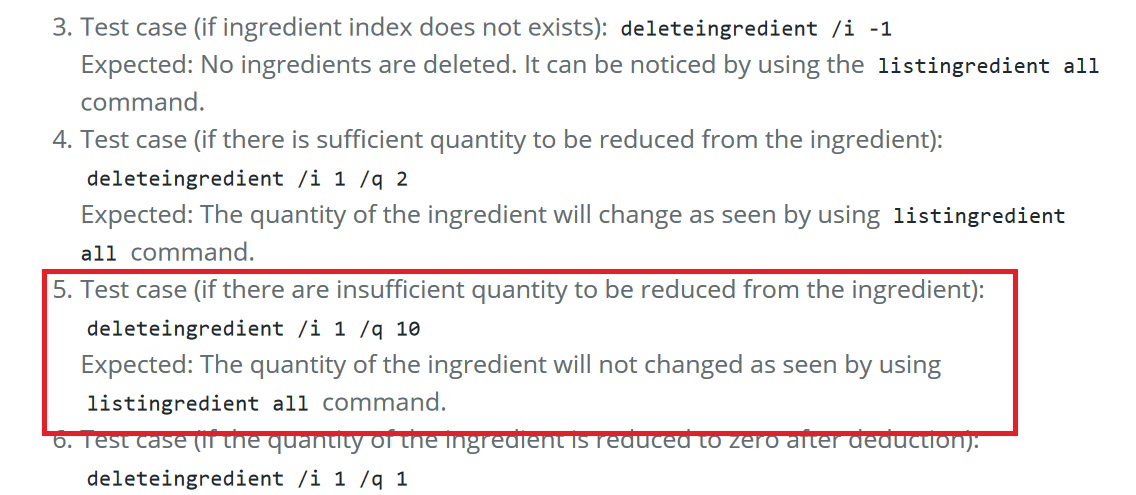 3. Test case (if ingredient index does not exists): deleteingredient /i -1
Expected: No ingredients are deleted. It can be noticed by using the listingredient all
command.
4. Test case (if there is sufficient quantity to be reduced from the ingredient):
deleteingredient /i 1 /q 2
Expected: The quantity of the ingredient will change as seen by using listingredient
all command.
5. Test case (if there are insufficient quantity to be reduced from the ingredient):
deleteingredient /i 1 /q 10
Expected: The quantity of the ingredient will not changed as seen by using
listingredient all command.
6. Test case (if the quantity of the ingredient is reduced to zero after deduction):
deleteingredient /i 1 /q 1